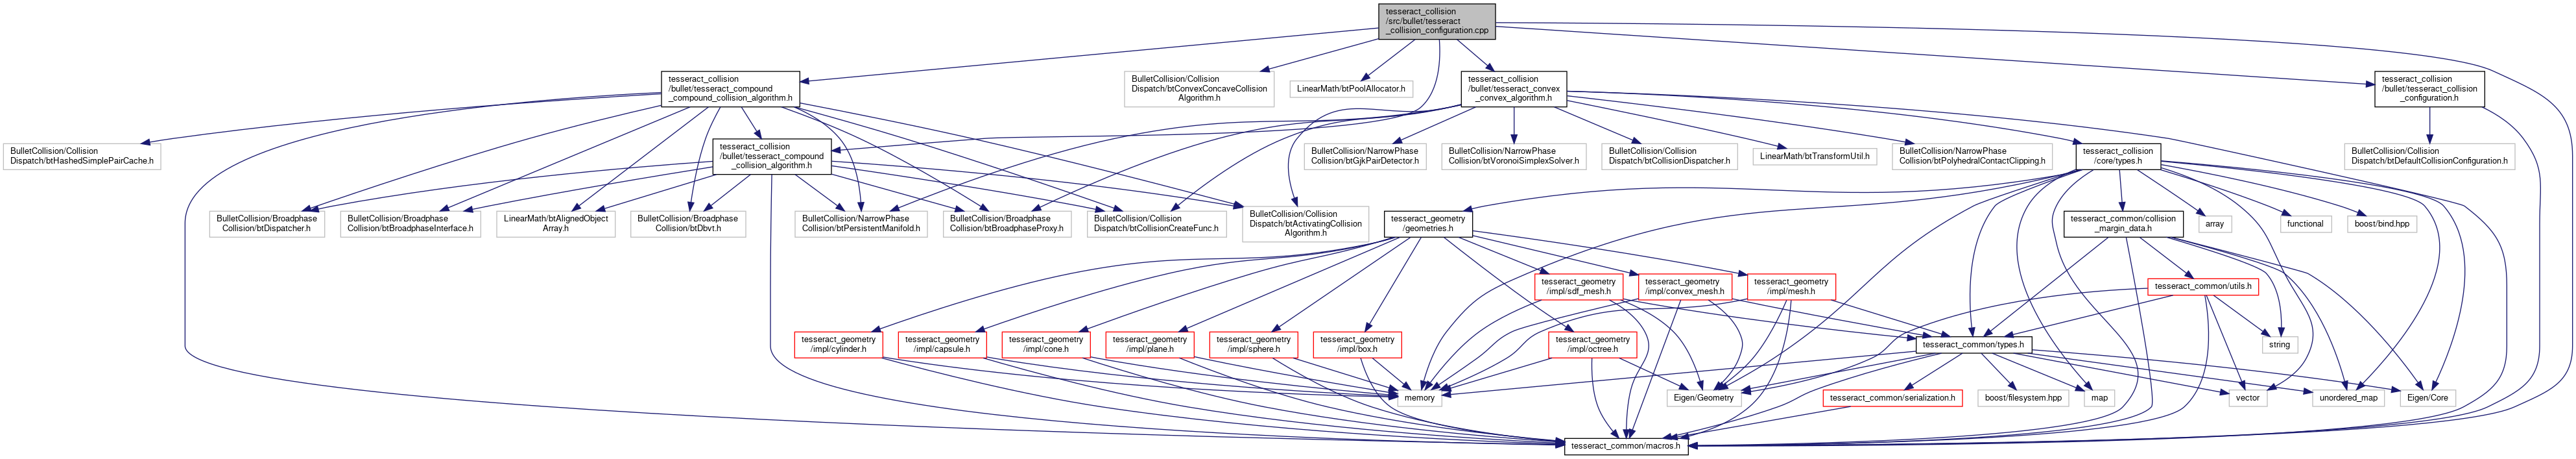 tesseract_collision
/src/bullet/tesseract
_collision_configuration.cpp
tesseract_collision
/bullet/tesseract_compound
_compound_collision_algorithm.h
BulletCollision/Collision
Dispatch/btConvexConcaveCollision
Algorithm.h
LinearMath/btPoolAllocator.h
tesseract_collision
/bullet/tesseract_convex
_convex_algorithm.h
tesseract_collision
/bullet/tesseract_collision
_configuration.h
BulletCollision/Collision
Dispatch/btHashedSimplePairCache.h
tesseract_collision
/bullet/tesseract_compound
_collision_algorithm.h
BulletCollision/NarrowPhase
Collision/btGjkPairDetector.h
BulletCollision/NarrowPhase
Collision/btVoronoiSimplexSolver.h
BulletCollision/Collision
Dispatch/btCollisionDispatcher.h
LinearMath/btTransformUtil.h
BulletCollision/NarrowPhase
Collision/btPolyhedralContactClipping.h
tesseract_collision
/core/types.h
BulletCollision/Collision
Dispatch/btDefaultCollisionConfiguration.h
BulletCollision/Broadphase
Collision/btDispatcher.h
BulletCollision/Broadphase
Collision/btBroadphaseInterface.h
LinearMath/btAlignedObject
Array.h
BulletCollision/Broadphase
Collision/btDbvt.h
BulletCollision/NarrowPhase
Collision/btPersistentManifold.h
BulletCollision/Broadphase
Collision/btBroadphaseProxy.h
BulletCollision/Collision
Dispatch/btCollisionCreateFunc.h
BulletCollision/Collision
Dispatch/btActivatingCollision
Algorithm.h
tesseract_geometry
/geometries.h
tesseract_common/collision
_margin_data.h
array
functional
boost/bind.hpp
tesseract_geometry
/impl/sdf_mesh.h
tesseract_geometry
/impl/convex_mesh.h
tesseract_geometry
/impl/mesh.h
tesseract_common/utils.h
tesseract_geometry
/impl/cylinder.h
tesseract_geometry
/impl/capsule.h
tesseract_geometry
/impl/cone.h
tesseract_geometry
/impl/plane.h
tesseract_geometry
/impl/sphere.h
tesseract_geometry
/impl/box.h
tesseract_geometry
/impl/octree.h
tesseract_common/types.h
string
memory
Eigen/Geometry
tesseract_common/serialization.h
boost/filesystem.hpp
map
vector
unordered_map
Eigen/Core
tesseract_common/macros.h